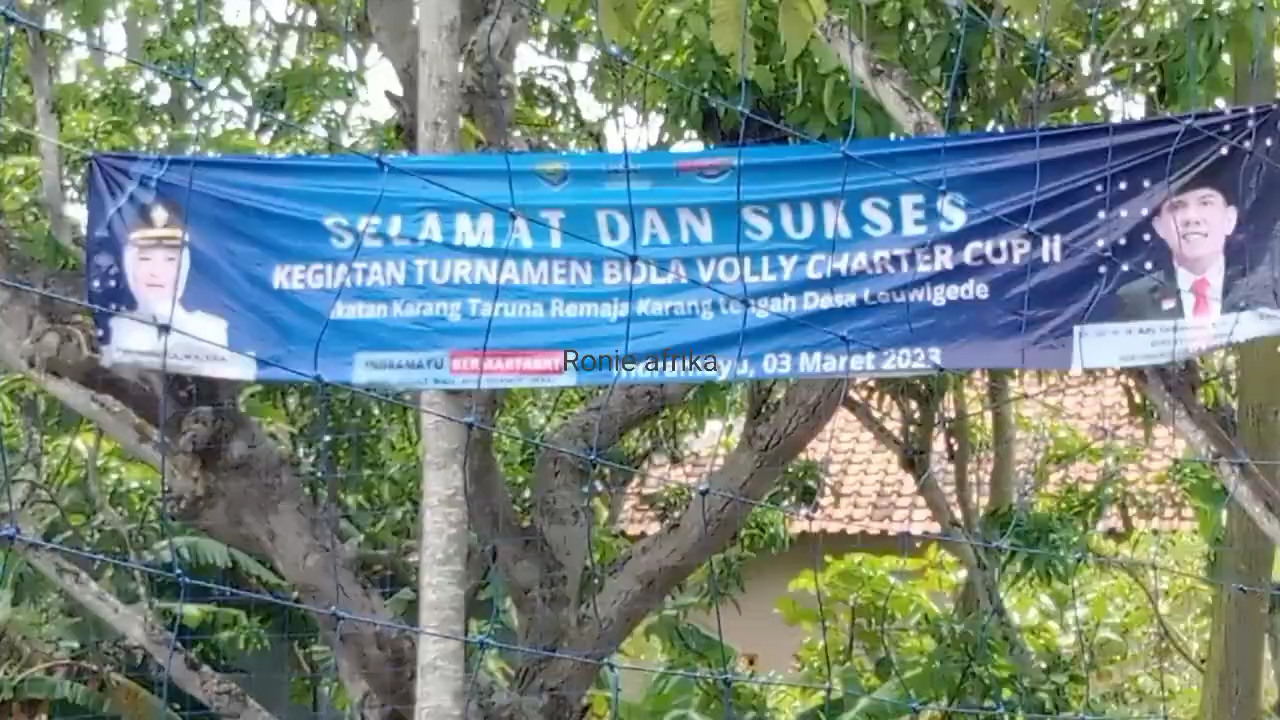 SELAMAT DAN SUKSES
KEGIATAN TURNAMEN BOLA VOLLY CHARTER CUP II
Karang Taruna Remaja Karang tengah Desa Leuwigede
INDRAMAYU BERMARTABAT
Ronie afrika
03 Maret 2023